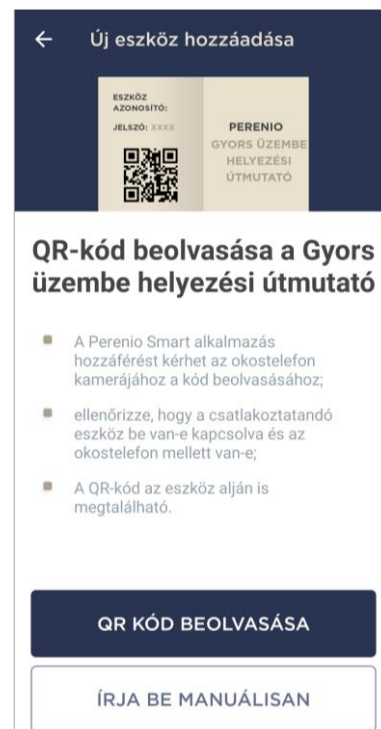 Új eszköz hozzáadása
ESZKÖZ
AZONOSÍTÓ:
JELSZÓ: XXXX
PERENIO
GYORS ÜZEMBE
HELYEZÉSI
ÚTMUTATÓ
QR-kód beolvasása a Gyors
üzembe helyezési útmutató
A Perenio Smart alkalmazás
hozzáférést kérhet az okostelefon
kamerájához a kód beolvasásához;
ellenőrizze, hogy a csatlakoztatandó
eszköz be van-e kapcsolva és az
okostelefon mellett van-e;
A QR-kód az eszköz alján is
megtalálható.
QR KÓD BEOLVASÁSA
ÍRJA BE MANUÁLISAN